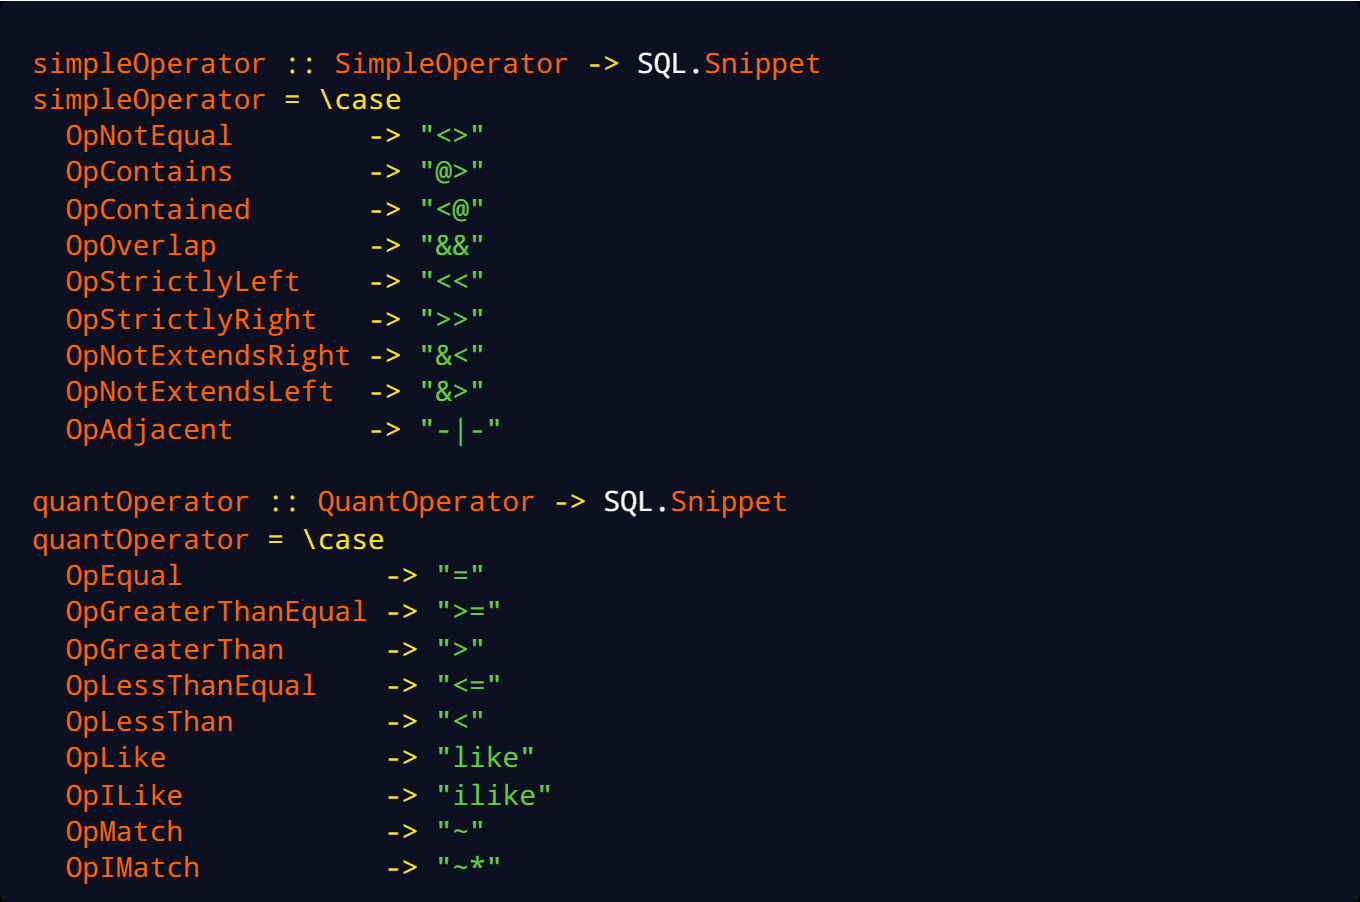 simpleOperator :: SimpleOperator -> SQL.Snippet
simpleOperator = \case
  OpNotEqual        -> "<>"
  OpContains        -> "@>"
  OpContained       -> "<@"
  OpOverlap         -> "&&"
  OpStrictlyLeft    -> "<<"
  OpStrictlyRight   -> ">>"
  OpNotExtendsRight -> "&<"
  OpNotExtendsLeft  -> "&>"
  OpAdjacent        -> "-|-"

quantOperator :: QuantOperator -> SQL.Snippet
quantOperator = \case
  OpEqual            -> "="
  OpGreaterThanEqual -> ">="
  OpGreaterThan      -> ">"
  OpLessThanEqual    -> "<="
  OpLessThan         -> "<"
  OpLike             -> "like"
  OpILike            -> "ilike"
  OpMatch            -> "~"
  OpIMatch           -> "~*"